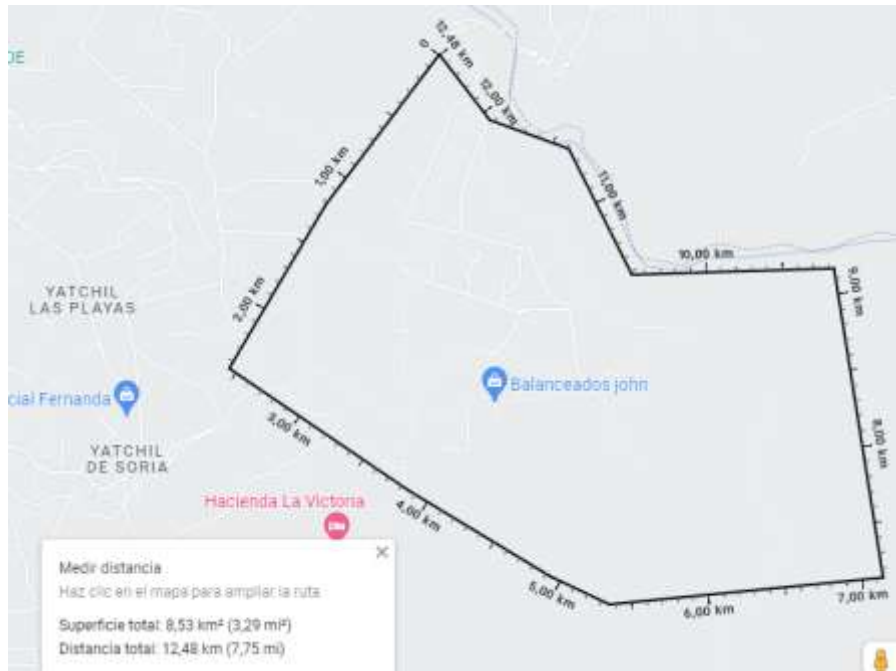 DE
0
12,48 km
12,00 km
1,00 km
11,00 km
10,00 km
9,00 km
YATCHIL
LAS PLAYAS
2,00 km
cial Fernanda
Balanceados john
3,00 km
8,00 km
YATCHIL
DE SORIA
Hacienda La Victoria
4,00 km
5,00 km
6,00 km
7,00 km
Medir distancia
Haz clic en el mapa para ampliar la ruta
Superficie total: 8,53 km² (3,29 mi²)
Distancia total: 12,48 km (7,75 mi)